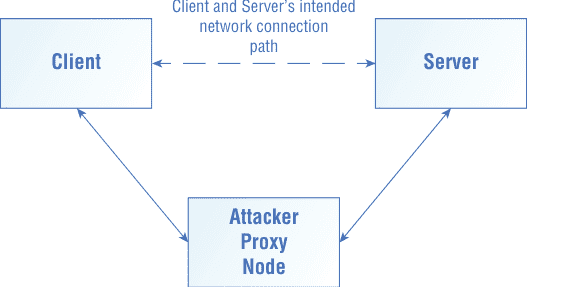 Client and Server’s intended
network connection
path
Client
Server
Attacker
Proxy
Node